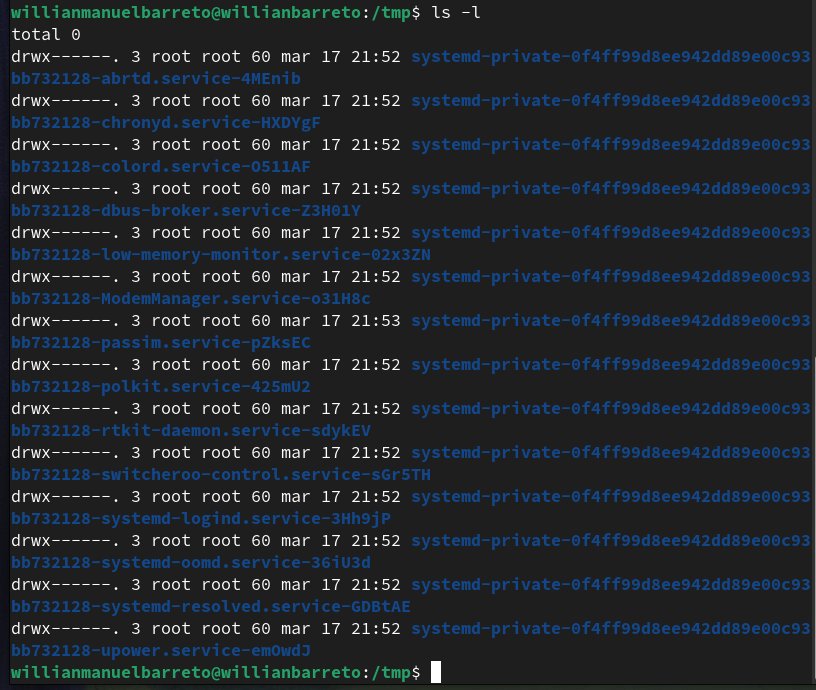 willianmanuelbarreto@willianbarreto:/tmp$ ls -l
total 0
drwx------. 3 root root 60 mar 17 21:52 systemd-private-0f4ff99d8ee942dd89e00c93
bb732128-abrtd.service-4MEnib
drwx------. 3 root root 60 mar 17 21:52 systemd-private-0f4ff99d8ee942dd89e00c93
bb732128-chronyd.service-HXDYgF
drwx------. 3 root root 60 mar 17 21:52 systemd-private-0f4ff99d8ee942dd89e00c93
bb732128-colord.service-O511AF
drwx------. 3 root root 60 mar 17 21:52 systemd-private-0f4ff99d8ee942dd89e00c93
bb732128-dbus-broker.service-Z3H01Y
drwx------. 3 root root 60 mar 17 21:52 systemd-private-0f4ff99d8ee942dd89e00c93
bb732128-low-memory-monitor.service-02x3ZN
drwx------. 3 root root 60 mar 17 21:52 systemd-private-0f4ff99d8ee942dd89e00c93
bb732128-ModemManager.service-o31H8c
drwx------. 3 root root 60 mar 17 21:53 systemd-private-0f4ff99d8ee942dd89e00c93
bb732128-passim.service-pZksEC
drwx------. 3 root root 60 mar 17 21:52 systemd-private-0f4ff99d8ee942dd89e00c93
bb732128-polkit.service-425mU2
drwx------. 3 root root 60 mar 17 21:52 systemd-private-0f4ff99d8ee942dd89e00c93
bb732128-rtkit-daemon.service-sdykEV
drwx------. 3 root root 60 mar 17 21:52 systemd-private-0f4ff99d8ee942dd89e00c93
bb732128-switcheroo-control.service-sGr5TH
drwx------. 3 root root 60 mar 17 21:52 systemd-private-0f4ff99d8ee942dd89e00c93
bb732128-systemd-logind.service-3Hh9jP
drwx------. 3 root root 60 mar 17 21:52 systemd-private-0f4ff99d8ee942dd89e00c93
bb732128-systemd-oomd.service-36iU3d
drwx------. 3 root root 60 mar 17 21:52 systemd-private-0f4ff99d8ee942dd89e00c93
bb732128-systemd-resolved.service-GDBtAE
drwx------. 3 root root 60 mar 17 21:52 systemd-private-0f4ff99d8ee942dd89e00c93
bb732128-upower.service-emOwdJ
willianmanuelbarreto@willianbarreto:/tmp$